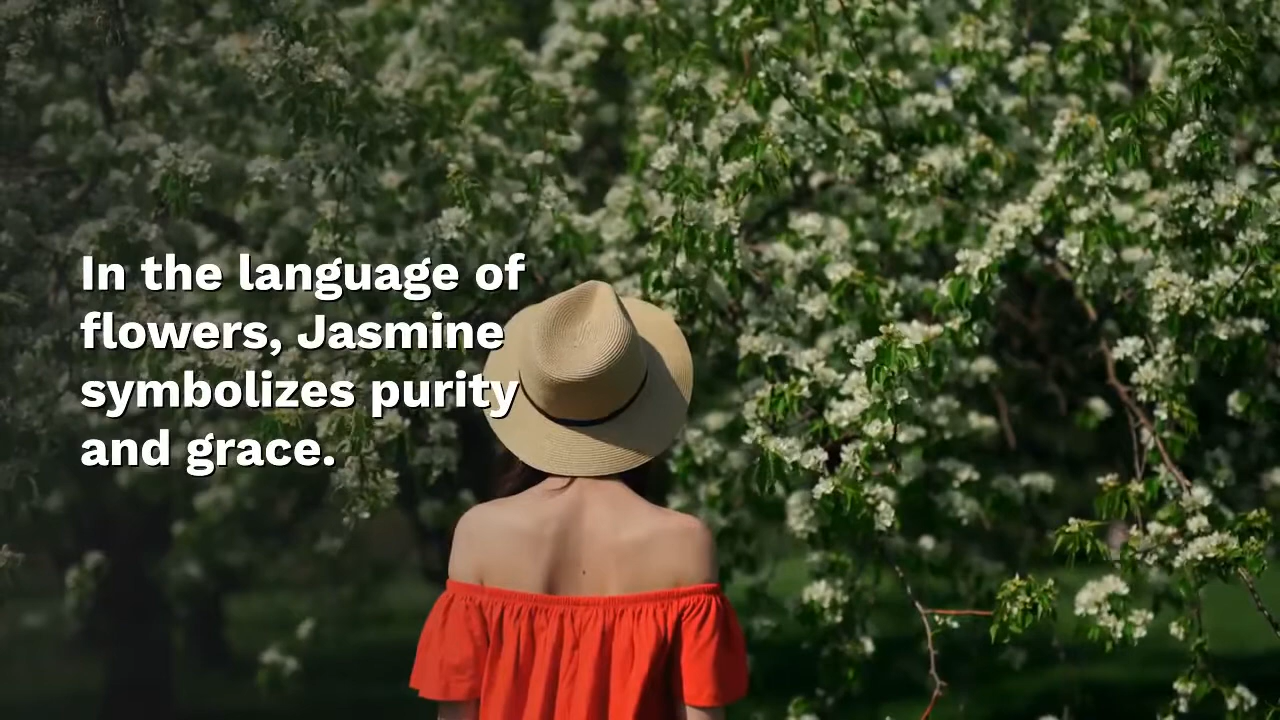 In the language of
flowers, Jasmine
symbolizes purity
and grace.